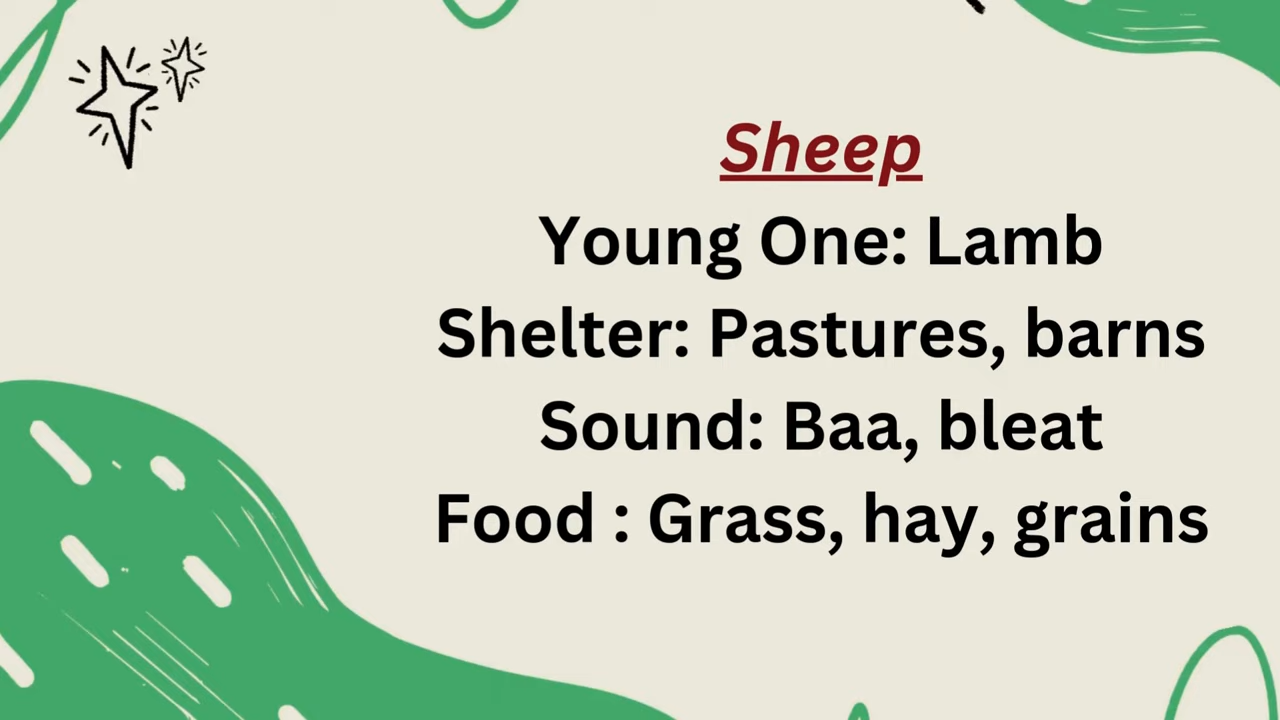 Sheep
Young One: Lamb
Shelter: Pastures, barns
Sound: Baa, bleat
Food : Grass, hay, grains